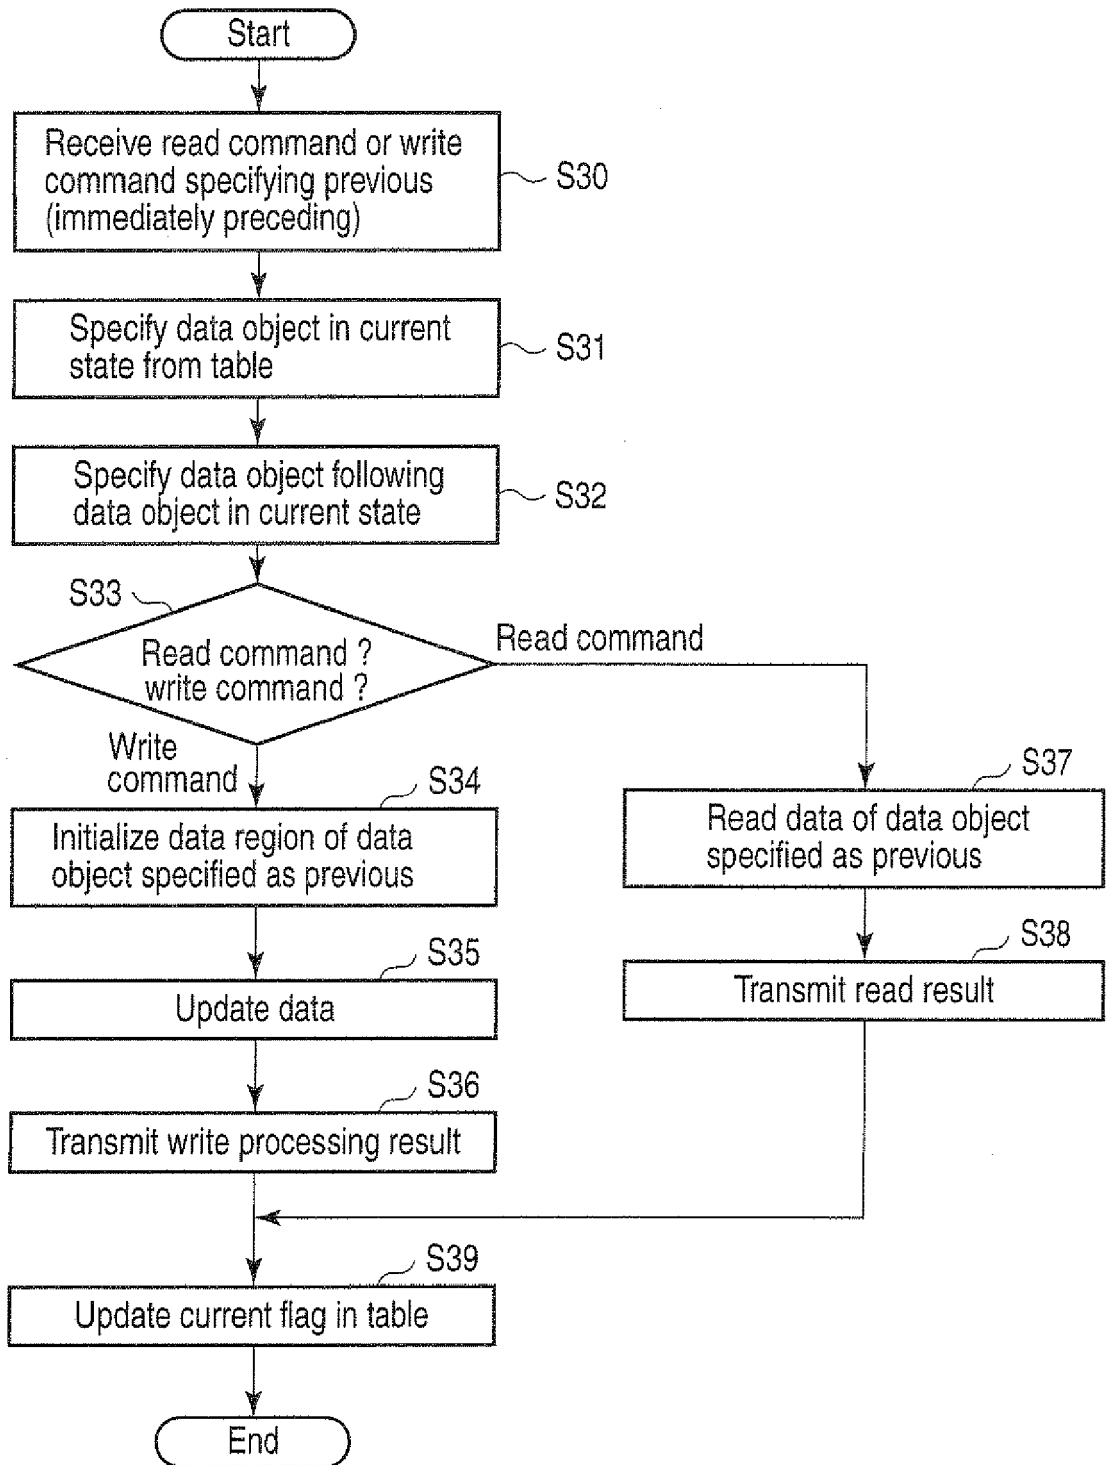 Start
Receive read command or write
command specifying previous
(immediately preceding)
S30
Specify data object in current
state from table
S31
Specify data object following
data object in current state
S32
S33
Read command ?
write command ?
Read command
Write
command
S34
Initialize data region of data
object specified as previous
S35
Update data
S36
Transmit write processing result
S37
Read data of data object
specified as previous
S38
Transmit read result
S39
Update current flag in table
End